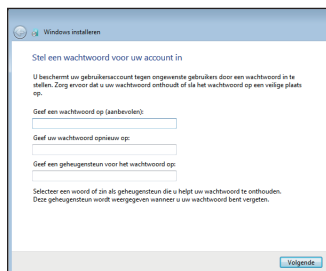 Windows installeren
Stel een wachtwoord voor uw account in
U beschermt uw gebruikersaccount tegen ongewenste gebruikers door een wachtwoord in te
stellen. Zorg ervoor dat u uw wachtwoord onthoudt of sla het wachtwoord op een veilige plaats
op.
Geef een wachtwoord op (aanbevolen):
Geef uw wachtwoord opnieuw op:
Geef een geheugensteun voor het wachtwoord op:
Selecteer een woord of zin als geheugensteun die u helpt uw wachtwoord te onthouden.
Deze geheugensteun wordt weergegeven wanneer u uw wachtwoord bent vergeten.
Volgende